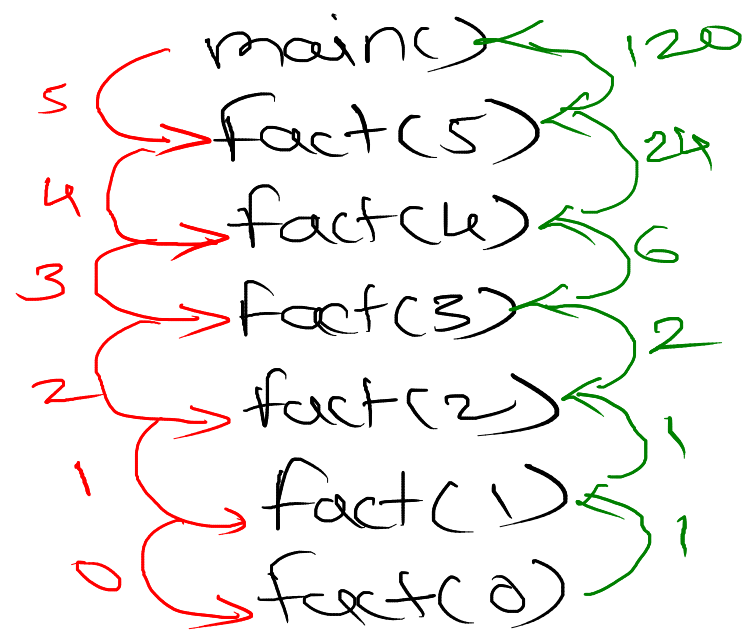 main() 120
5 fact(5) 24
4 fact(4) 6
3 fact(3) 2
2 fact(2) 1
1 fact(1) 1
0 fact(0)